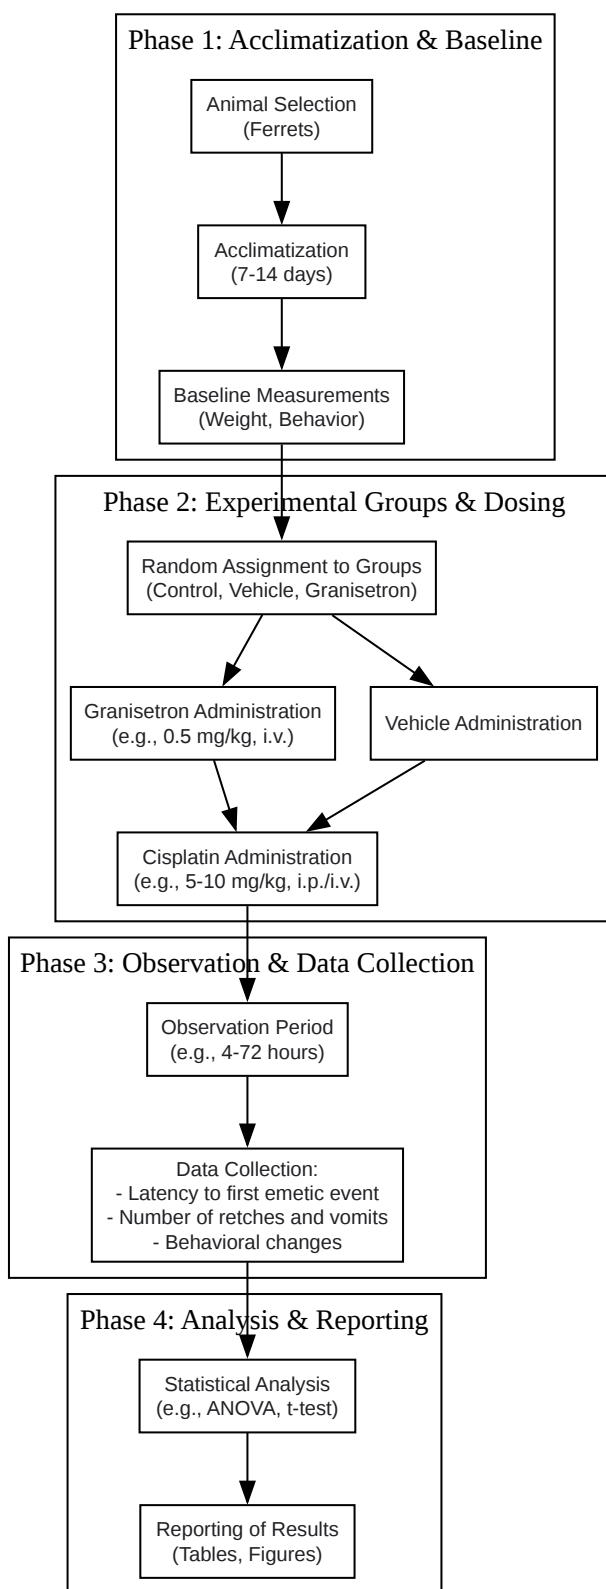 Phase 1: Acclimatization & Baseline
Animal Selection
(Ferrets)
Acclimatization
(7-14 days)
Baseline Measurements
(Weight, Behavior)
Phase 2: Experimental Groups & Dosing
Random Assignment to Groups
(Control, Vehicle, Granisetron)
Granisetron Administration
(e.g., 0.5 mg/kg, i.v.)
Vehicle Administration
Cisplatin Administration
(e.g., 5-10 mg/kg, i.p./i.v.)
Phase 3: Observation & Data Collection
Observation Period
(e.g., 4-72 hours)
Data Collection:
- Latency to first emetic event
- Number of retches and vomits
- Behavioral changes
Phase 4: Analysis & Reporting
Statistical Analysis
(e.g., ANOVA, t-test)
Reporting of Results
(Tables, Figures)